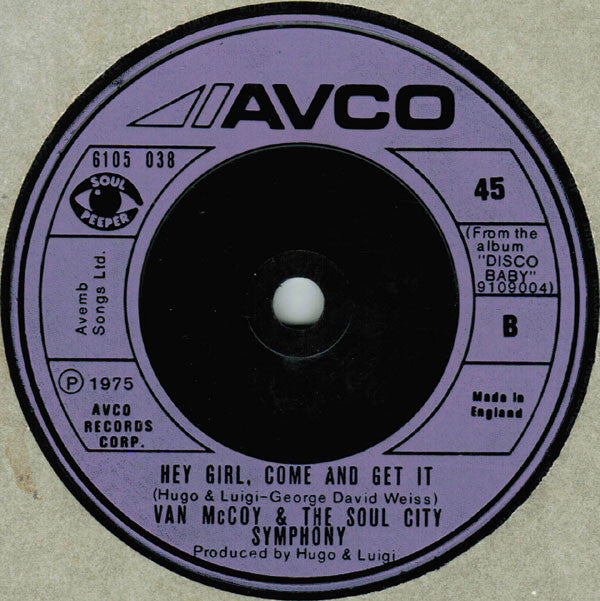 AVCO
6105 038
SOUL
PEEPER
45
(From the
album
"DISCO
BABY"
9109004)
Avemb
Songs Ltd.
B
℗ 1975
AVCO
RECORDS
CORP.
Made in
England
HEY GIRL, COME AND GET IT
(Hugo & Luigi-George David Weiss)
VAN McCOY & THE SOUL CITY
SYMPHONY
Produced by Hugo & Luigi